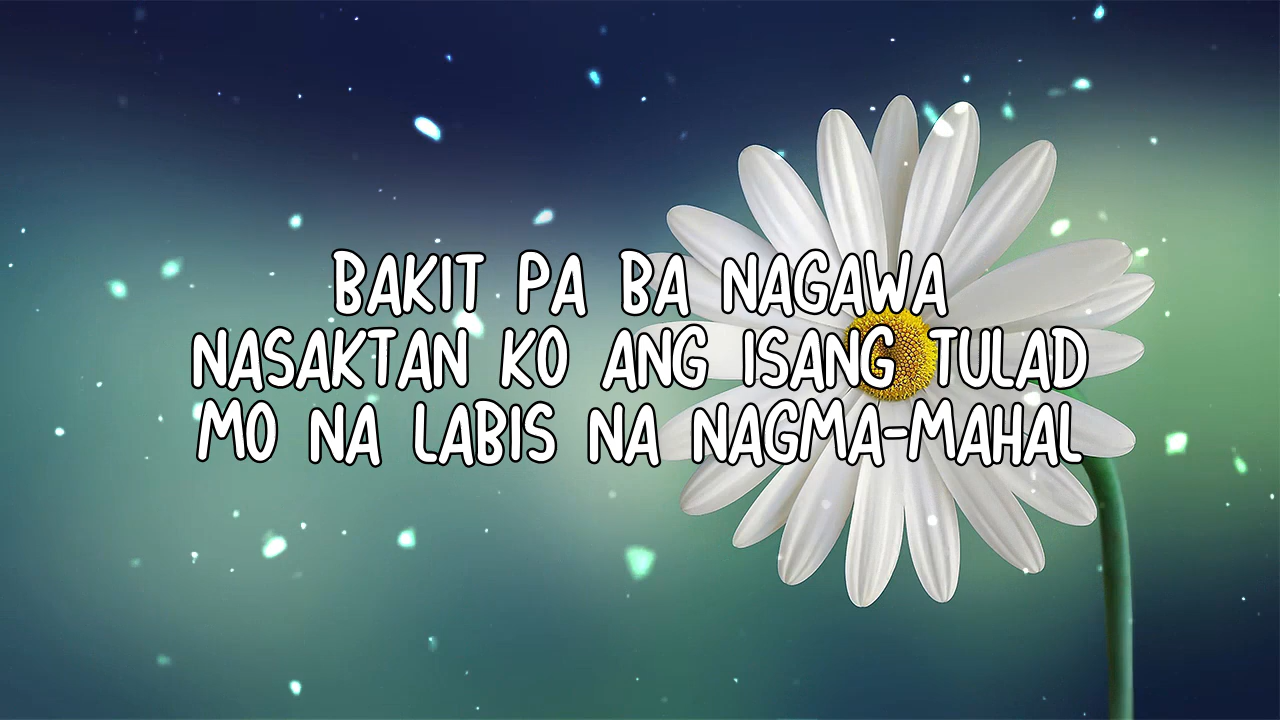 BAKIT PA BA NAGAWA
NASAKTAN KO ANG ISANG TULAD
MO NA LABIS NA NAGMA-MAHAL